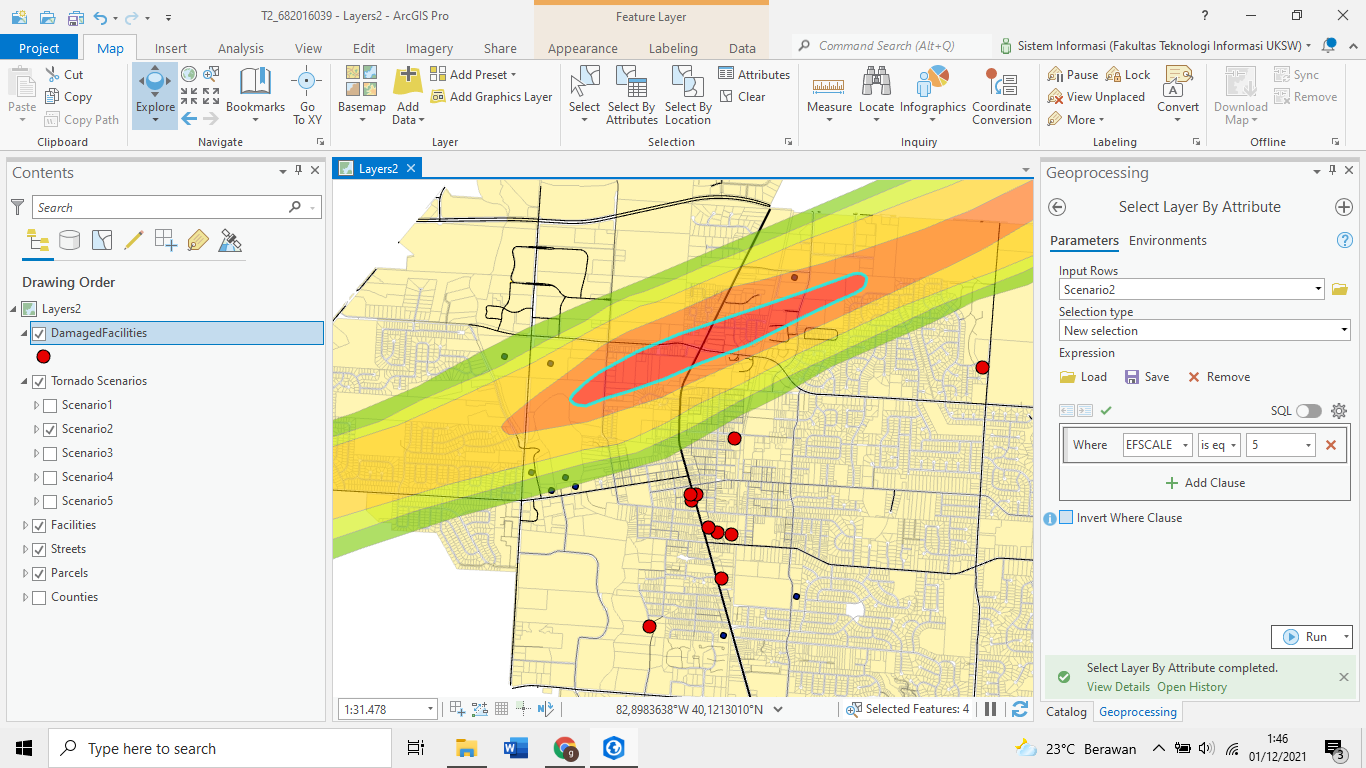 T2_682016039 - Layers2 - ArcGIS Pro
Feature Layer
?
Project Map Insert Analysis View Edit Imagery Share Appearance Labeling Data
Command Search (Alt+Q)
Sistem Informasi (Fakultas Teknologi Informasi UKSW)
Paste
Cut
Copy
Copy Path
Clipboard
Explore
Bookmarks
Go To XY
Navigate
Basemap
Add Data
Add Preset
Add Graphics Layer
Layer
Select
Select By Attributes
Select By Location
Attributes
Clear
Selection
Measure
Locate
Infographics
Coordinate Conversion
Inquiry
Pause
Lock
View Unplaced
More
Convert
Labeling
Download Map
Sync
Remove
Offline
Contents
Search
Drawing Order
Layers2
DamagedFacilities
Tornado Scenarios
Scenario1
Scenario2
Scenario3
Scenario4
Scenario5
Facilities
Streets
Parcels
Counties
Layers2
1:31.478
82,8983638°W 40,1213010°N
Selected Features: 4
Geoprocessing
Select Layer By Attribute
Parameters Environments
Input Rows
Scenario2
Selection type
New selection
Expression
Load Save Remove
SQL
Where EFSCALE is eq 5
Add Clause
Invert Where Clause
Run
Select Layer By Attribute completed.
View Details Open History
Catalog Geoprocessing
Type here to search
23°C Berawan
1:46
01/12/2021
3